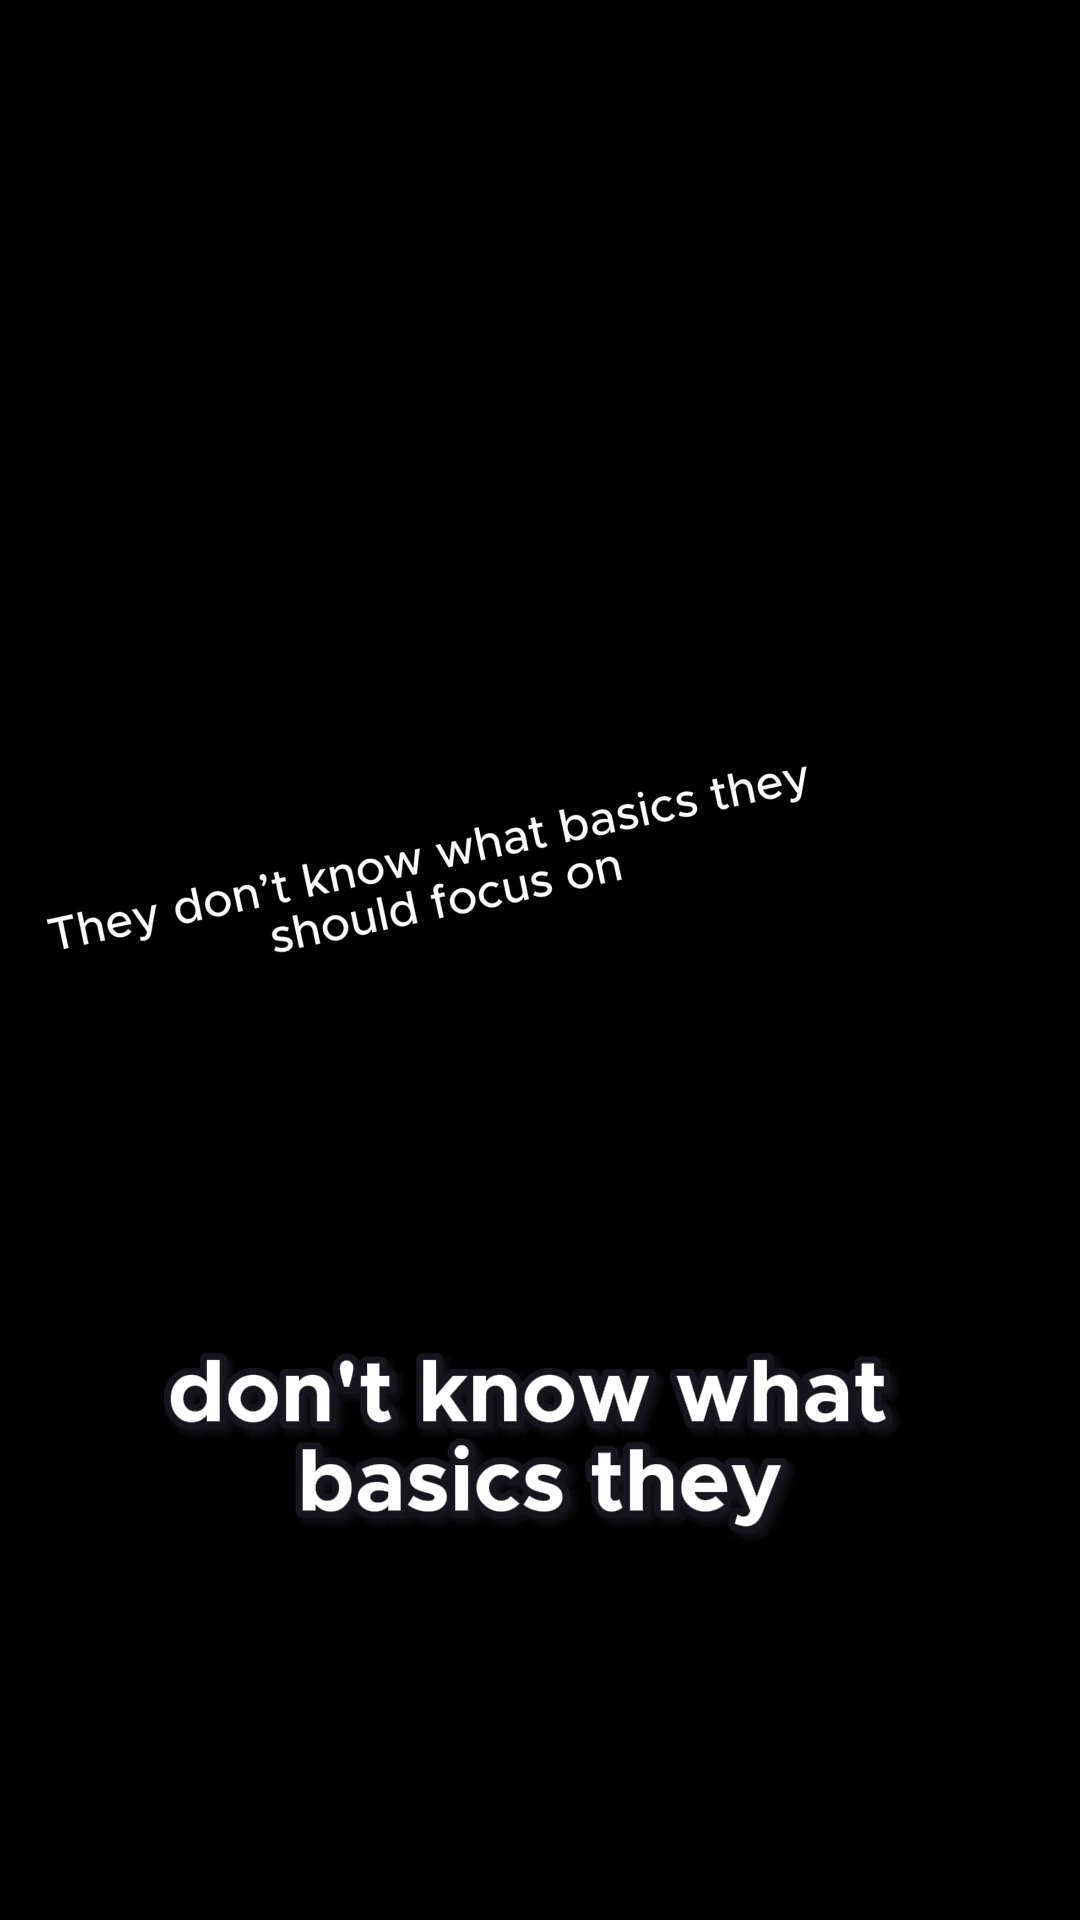 They don’t know what basics they
should focus on
don't know what
basics they